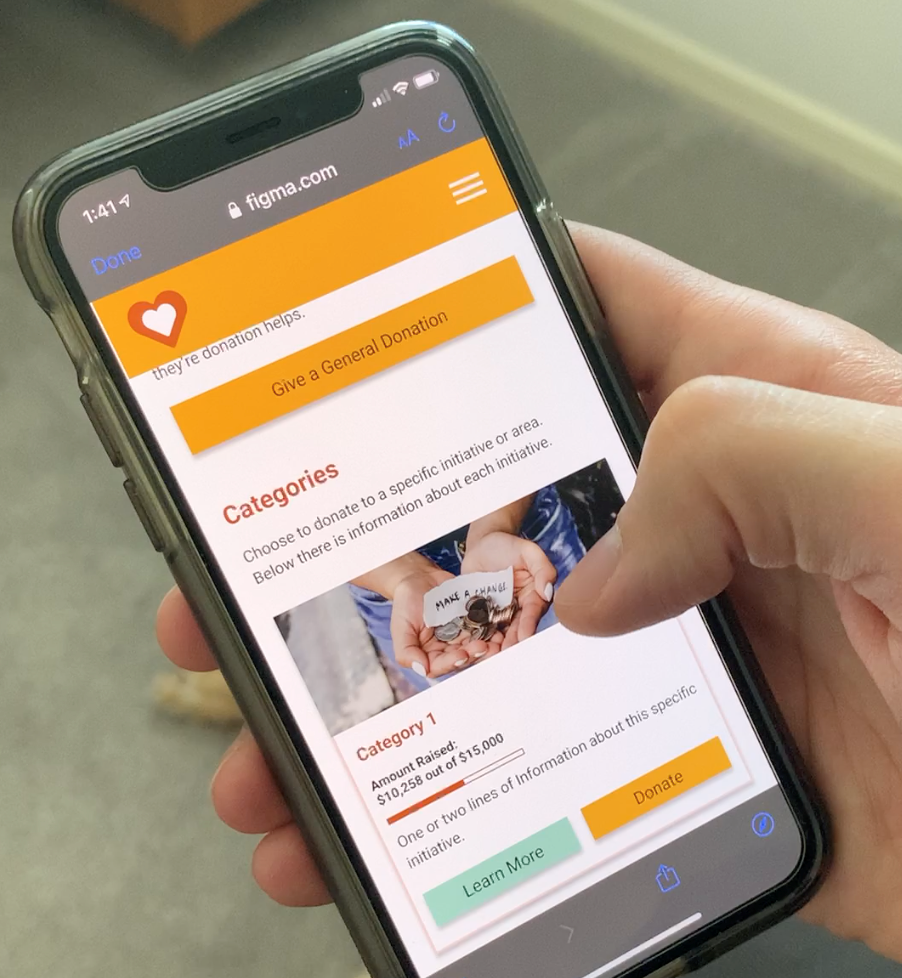 1:41
figma.com
AA
Done
they're donation helps.
Give a General Donation
Categories
Choose to donate to a specific initiative or area.
Below there is information about each initiative.
MAKE A CHANGE
Category 1
Amount Raised:
$10,258 out of $15,000
One or two lines of information about this specific
initiative.
Learn More
Donate